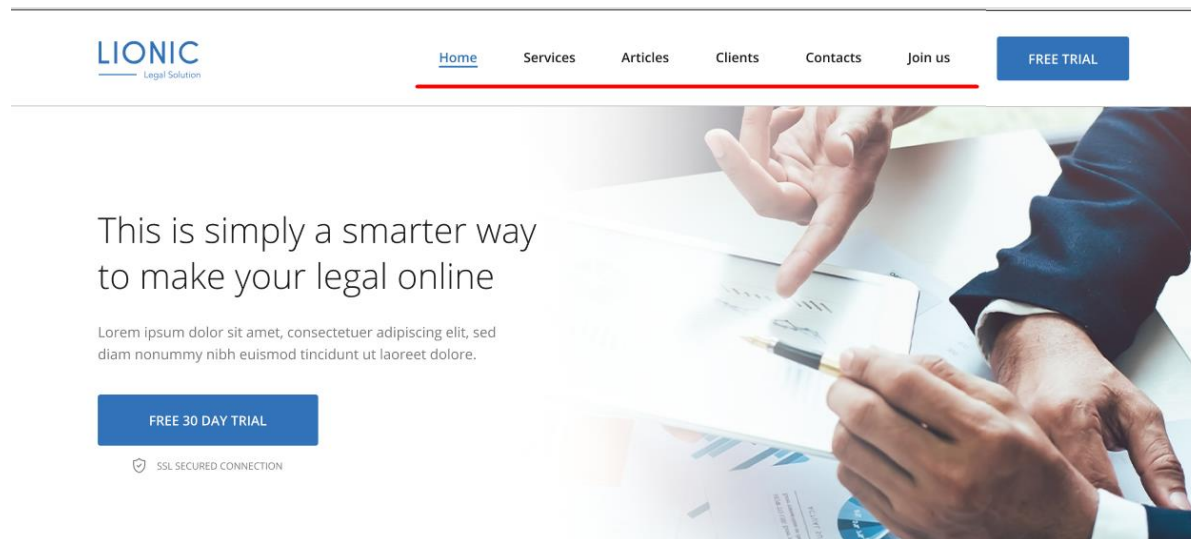 LIONIC
Legal Solution
Home Services Articles Clients Contacts Join us FREE TRIAL
This is simply a smarter way
to make your legal online
Lorem ipsum dolor sit amet, consectetuer adipiscing elit, sed
diam nonummy nibh euismod tincidunt ut laoreet dolore.
FREE 30 DAY TRIAL
SSL SECURED CONNECTION